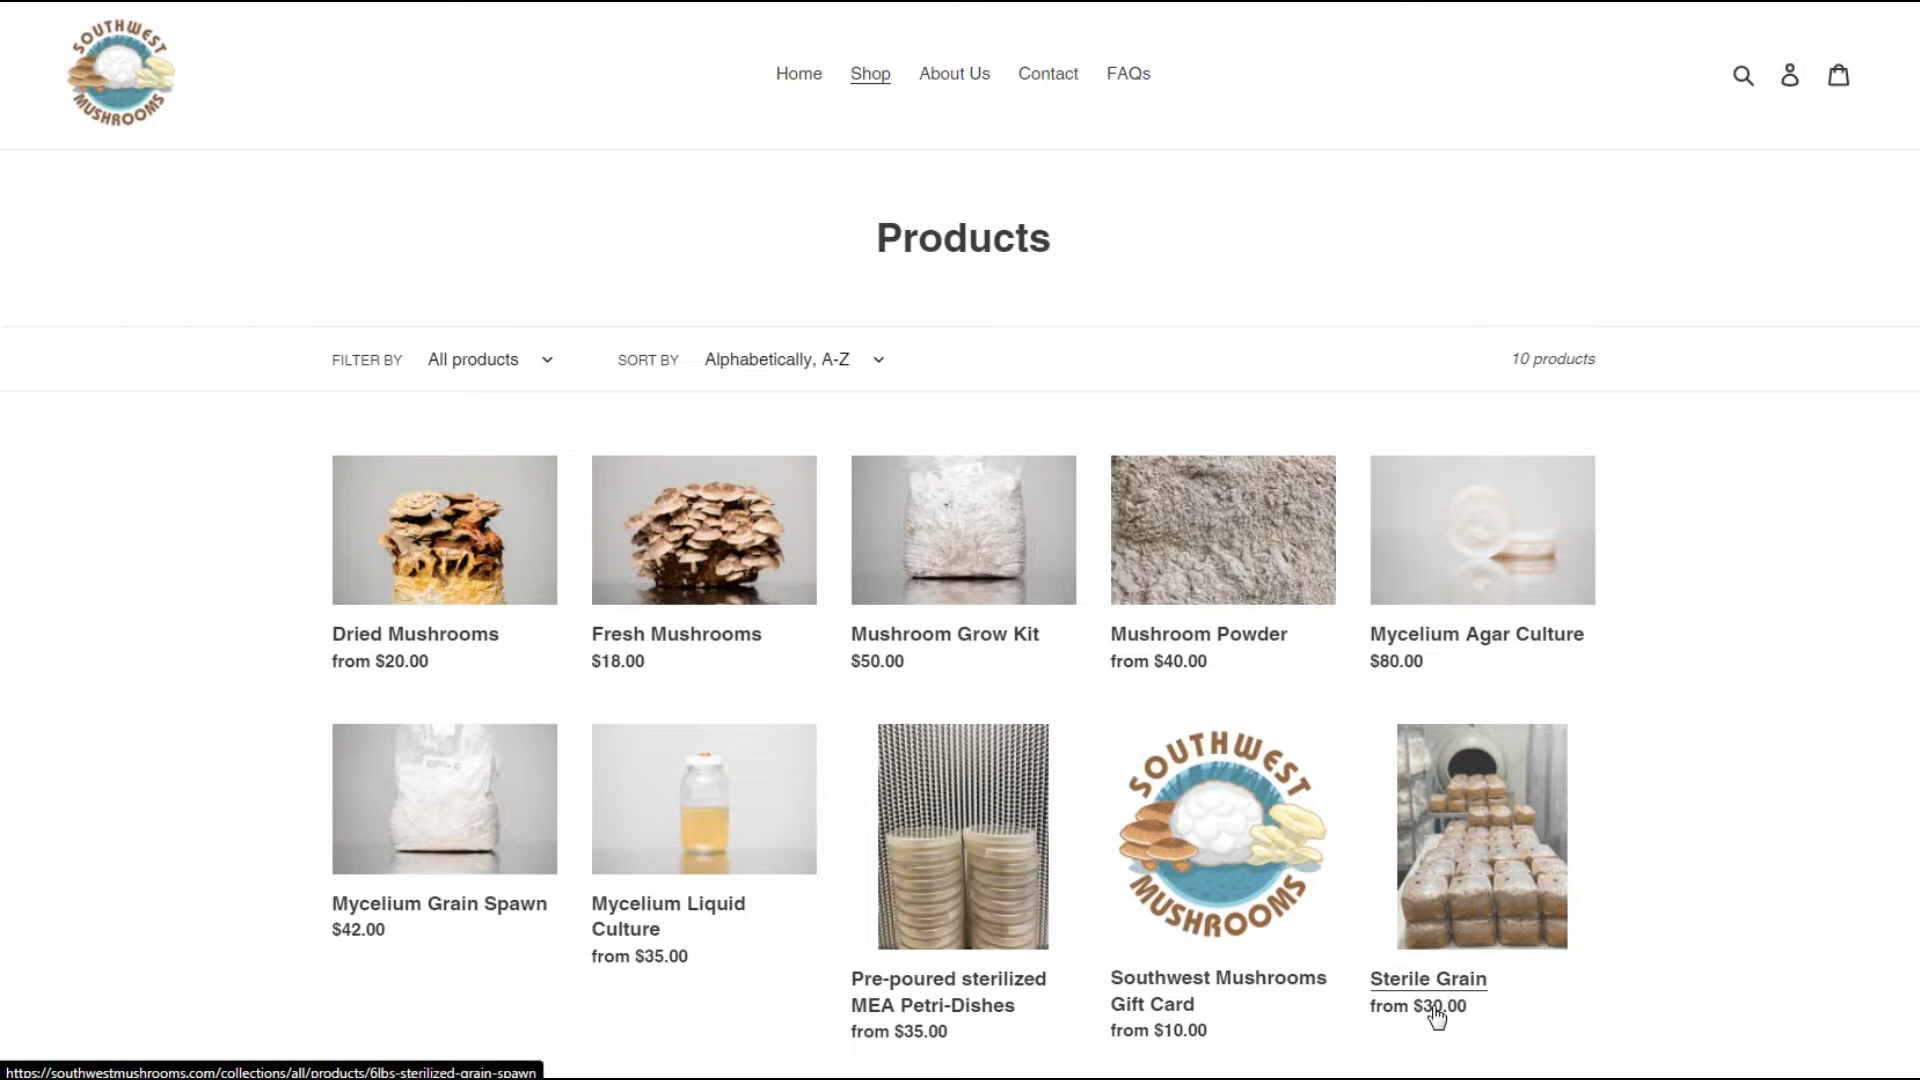 SOUTHWEST
MUSHROOMS
Home Shop About Us Contact FAQs
Products
FILTER BY All products SORT BY Alphabetically, A-Z 10 products
Dried Mushrooms
from $20.00
Fresh Mushrooms
$18.00
Mushroom Grow Kit
$50.00
Mushroom Powder
from $40.00
Mycelium Agar Culture
$80.00
Mycelium Grain Spawn
$42.00
Mycelium Liquid
Culture
from $35.00
Pre-poured sterilized
MEA Petri-Dishes
from $35.00
SOUTHWEST
MUSHROOMS
Southwest Mushrooms
Gift Card
from $10.00
Sterile Grain
from $30.00
https://southwestmushrooms.com/collections/all/products/6lbs-sterilized-grain-spawn